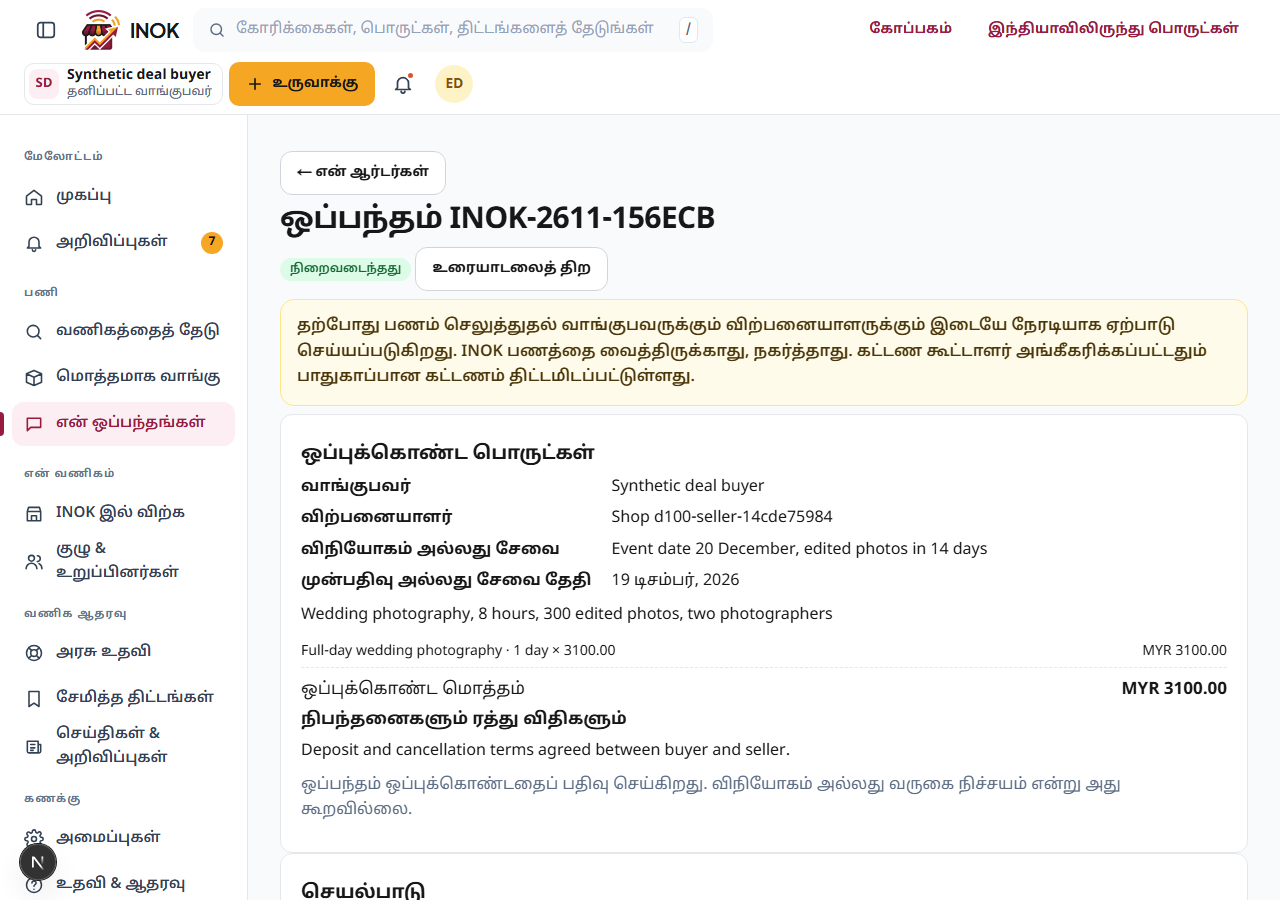 INOK
கோரிக்கைகள், பொருட்கள், திட்டங்களைத் தேடுங்கள்
/
கோப்பகம்
இந்தியாவிலிருந்து பொருட்கள்
SD
Synthetic deal buyer
தனிப்பட்ட வாங்குபவர்
+ உருவாக்கு
ED
மேலோட்டம்
முகப்பு
அறிவிப்புகள்
7
பணி
வணிகத்தைத் தேடு
மொத்தமாக வாங்கு
என் ஒப்பந்தங்கள்
என் வணிகம்
INOK இல் விற்க
குழு &
உறுப்பினர்கள்
வணிக ஆதரவு
அரசு உதவி
சேமித்த திட்டங்கள்
செய்திகள் &
அறிவிப்புகள்
கணக்கு
அமைப்புகள்
N
உதவி & ஆதரவு
← என் ஆர்டர்கள்
ஒப்பந்தம் INOK-2611-156ECB
நிறைவடைந்தது
உரையாடலைத் திற
தற்போது பணம் செலுத்துதல் வாங்குபவருக்கும் விற்பனையாளருக்கும் இடையே நேரடியாக ஏற்பாடு
செய்யப்படுகிறது. INOK பணத்தை வைத்திருக்காது, நகர்த்தாது. கட்டண கூட்டாளர் அங்கீகரிக்கப்பட்டதும்
பாதுகாப்பான கட்டணம் திட்டமிடப்பட்டுள்ளது.
ஒப்புக்கொண்ட பொருட்கள்
வாங்குபவர் Synthetic deal buyer
விற்பனையாளர் Shop d100-seller-14cde75984
விநியோகம் அல்லது சேவை Event date 20 December, edited photos in 14 days
முன்பதிவு அல்லது சேவை தேதி 19 டிசம்பர், 2026
Wedding photography, 8 hours, 300 edited photos, two photographers
Full-day wedding photography · 1 day × 3100.00 MYR 3100.00
ஒப்புக்கொண்ட மொத்தம் MYR 3100.00
நிபந்தனைகளும் ரத்து விதிகளும்
Deposit and cancellation terms agreed between buyer and seller.
ஒப்பந்தம் ஒப்புக்கொண்டதைப் பதிவு செய்கிறது. விநியோகம் அல்லது வருகை நிச்சயம் என்று அது
கூறவில்லை.
செயல்பாடு